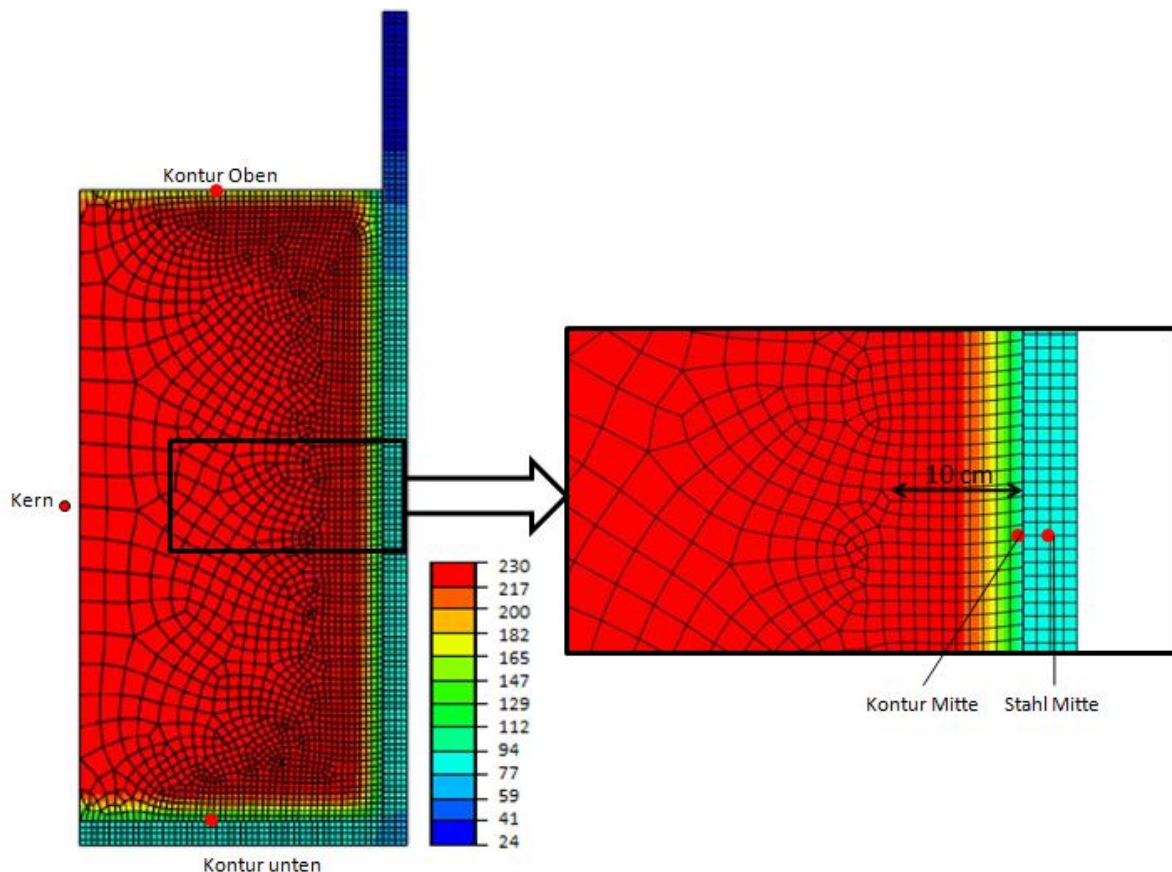 Kontur Oben
Kern
10 cm
230
217
200
182
165
147
129
112
94
77
59
41
24
Kontur Mitte
Stahl Mitte
Kontur unten